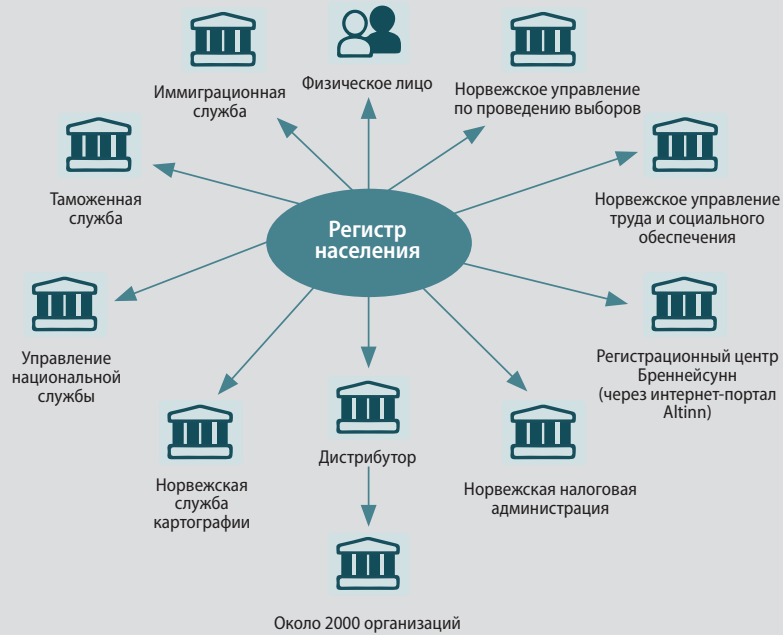 Физическое лицо
Иммиграционная
служба
Норвежское управление
по проведению выборов
Таможенная
служба
Норвежское управление
труда и социального
обеспечения
Регистр
населения
Управление
национальной
службы
Регистрационный центр
Бреннейсунн
(через интернет-портал
Altinn)
Дистрибутор
Норвежская
служба
картографии
Норвежская налоговая
администрация
Около 2000 организаций